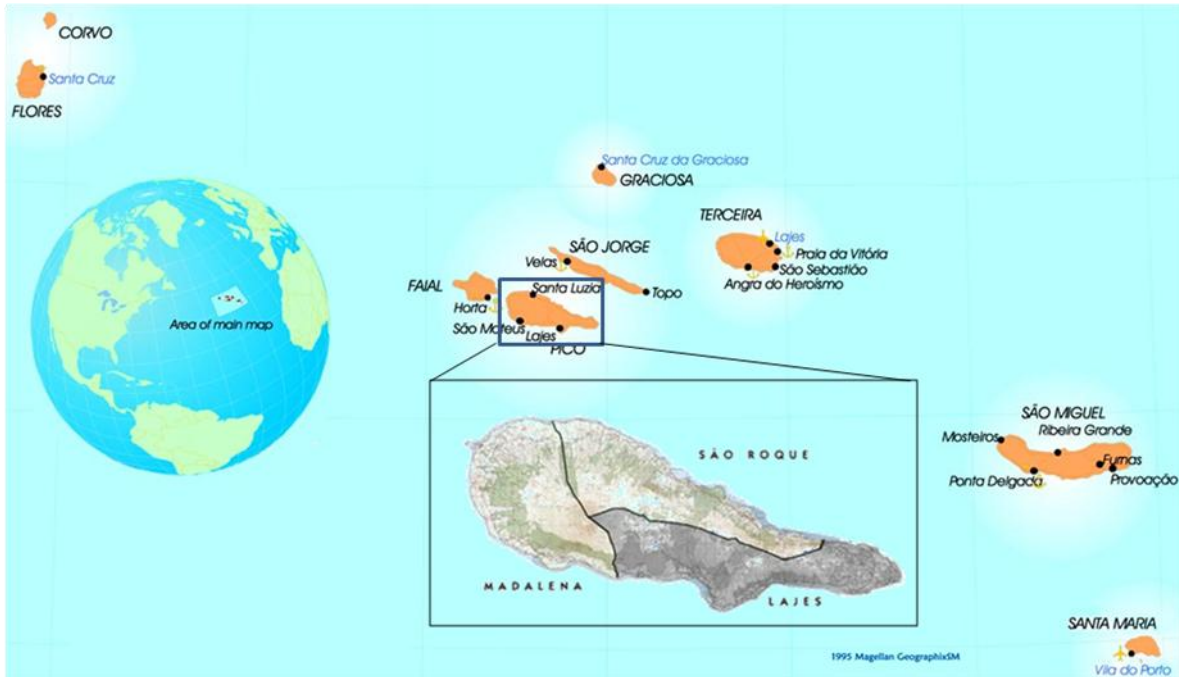 CORVO
Santa Cruz
FLORES
Santa Cruz da Graciosa
GRACIOSA
TERCEIRA
Lajes
Praia da Vitória
São Sebastião
Angra do Heroísmo
SÃO JORGE
Velas
Topo
FAIAL
Horta
Santa Luzia
São Mateus
Lajes
PICO
Area of main map
SÃO ROQUE
MADALENA
LAJES
SÃO MIGUEL
Ribeira Grande
Mosteiros
Furnas
Ponta Delgada
Provoação
SANTA MARIA
Vila do Porto
1995 Magellan GeographixSM